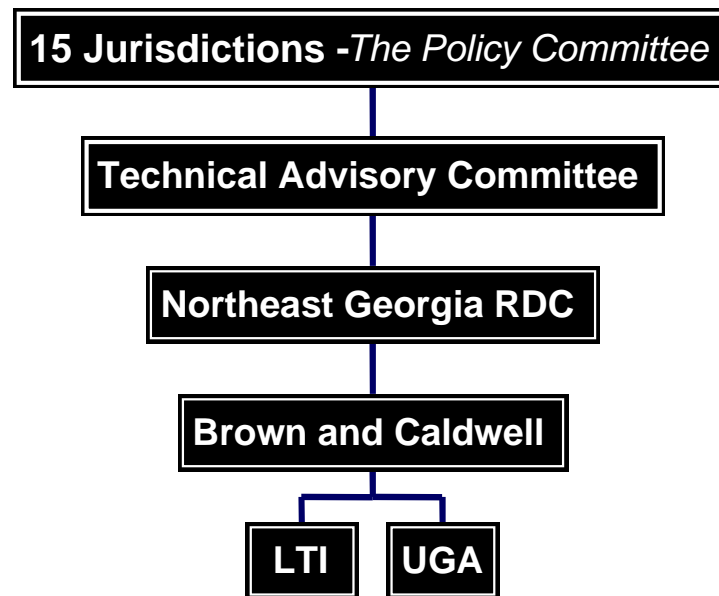 15 Jurisdictions -The Policy Committee
Technical Advisory Committee
Northeast Georgia RDC
Brown and Caldwell
LTI
UGA